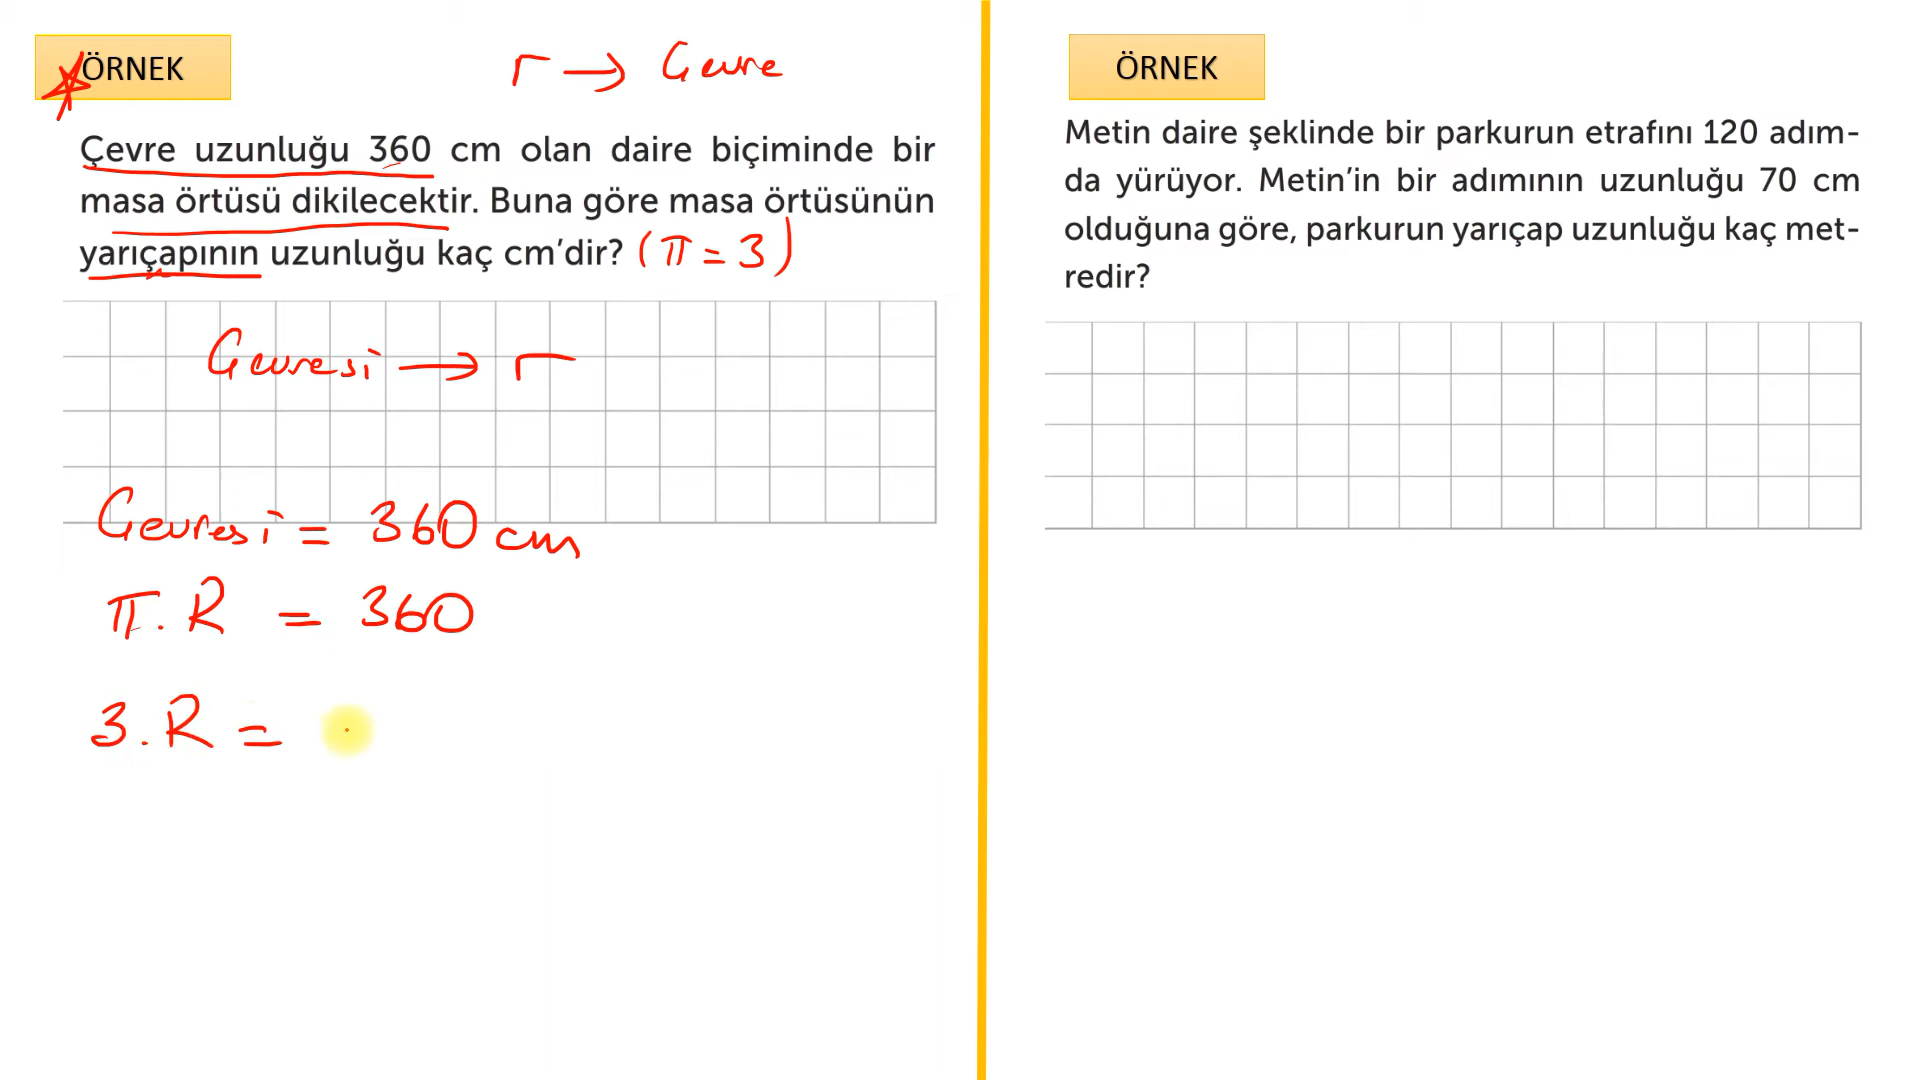 ÖRNEK
r → Çevre
Çevre uzunluğu 360 cm olan daire biçiminde bir
masa örtüsü dikilecektir. Buna göre masa örtüsünün
yarıçapının uzunluğu kaç cm’dir? (π = 3)
Çevresi → r
Çevresi = 360 cm
π . R = 360
3 . R =
ÖRNEK
Metin daire şeklinde bir parkurun etrafını 120 adım-
da yürüyor. Metin’in bir adımının uzunluğu 70 cm
olduğuna göre, parkurun yarıçap uzunluğu kaç met-
redir?